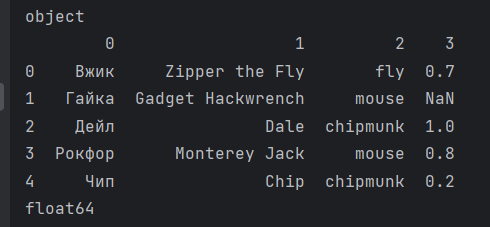 object
0 1 2 3
0 Вжик Zipper the Fly fly 0.7
1 Гайка Gadget Hackwrench mouse NaN
2 Дейл Dale chipmunk 1.0
3 Рокфор Monterey Jack mouse 0.8
4 Чип Chip chipmunk 0.2
float64